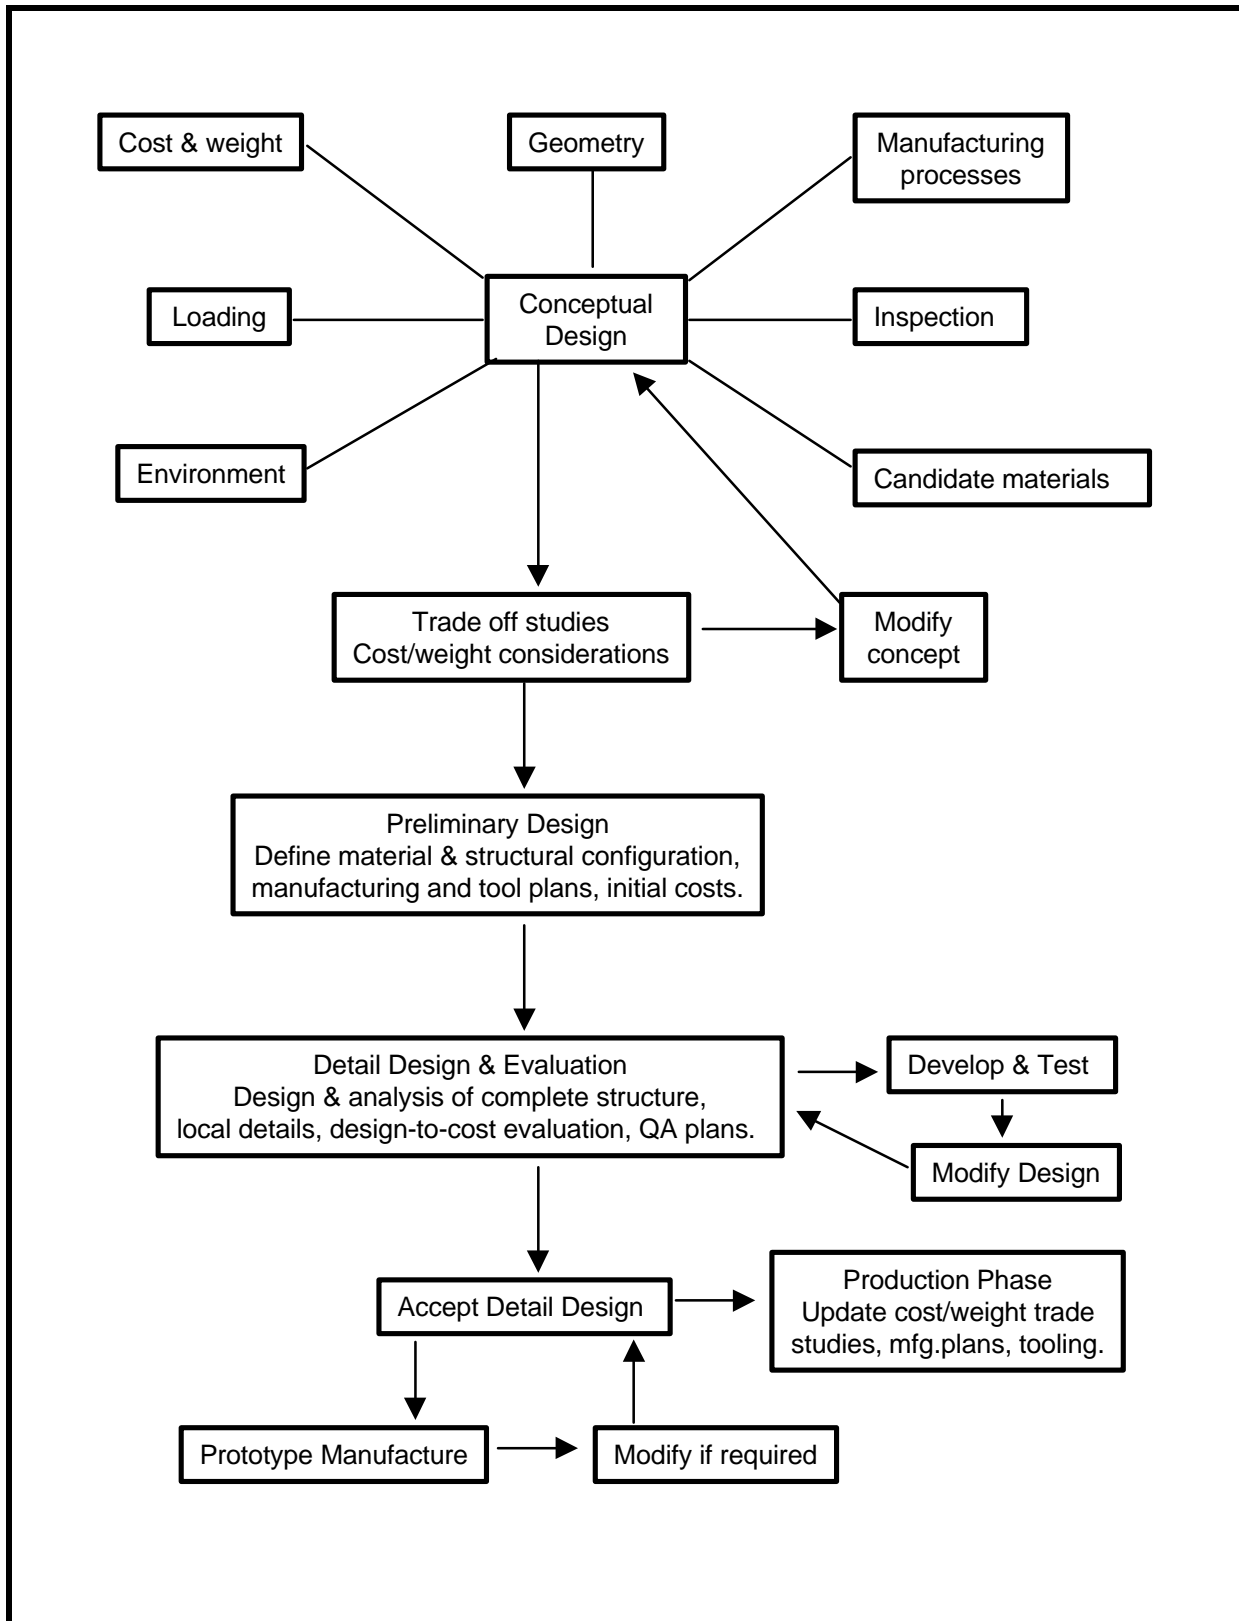 Cost & weight
Geometry
Manufacturing
processes
Loading
Conceptual
Design
Inspection
Environment
Candidate materials
Trade off studies
Cost/weight considerations
Modify
concept
Preliminary Design
Define material & structural configuration,
manufacturing and tool plans, initial costs.
Detail Design & Evaluation
Design & analysis of complete structure,
local details, design-to-cost evaluation, QA plans.
Develop & Test
Modify Design
Accept Detail Design
Production Phase
Update cost/weight trade
studies, mfg.plans, tooling.
Prototype Manufacture
Modify if required